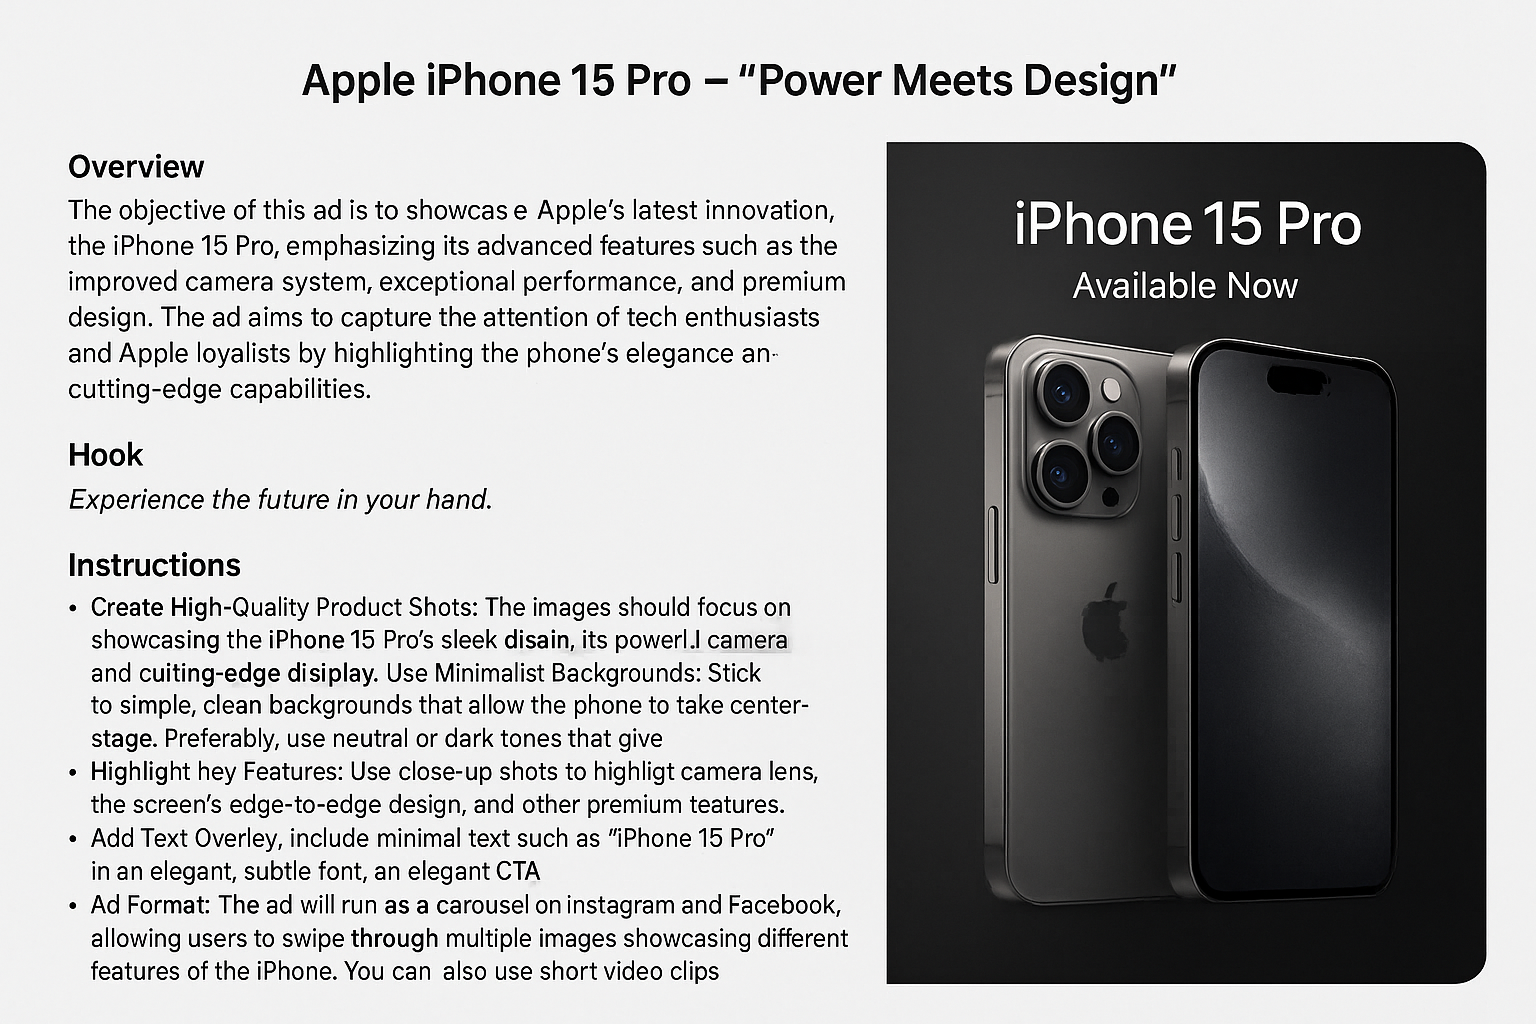 Apple iPhone 15 Pro – “Power Meets Design”
Overview
The objective of this ad is to showcas e Apple’s latest innovation,
the iPhone 15 Pro, emphasizing its advanced features such as the
improved camera system, exceptional performance, and premium
design. The ad aims to capture the attention of tech enthusiasts
and Apple loyalists by highlighting the phone’s elegance an-
cutting-edge capabilities.
Hook
Experience the future in your hand.
Instructions
• Create High-Quality Product Shots: The images should focus on
showcasing the iPhone 15 Pro’s sleek disain, its powerl.l camera
and cuiting-edge disiplay. Use Minimalist Backgrounds: Stick
to simple, clean backgrounds that allow the phone to take center-
stage. Preferably, use neutral or dark tones that give
• Highlight hey Features: Use close-up shots to highligt camera lens,
the screen’s edge-to-edge design, and other premium teatures.
• Add Text Overley, include minimal text such as ”iPhone 15 Pro”
in an elegant, subtle font, an elegant CTA
• Ad Format: The ad will run as a carousel on instagram and Facebook,
allowing users to swipe through multiple images showcasing different
features of the iPhone. You can also use short video clips
iPhone 15 Pro
Available Now